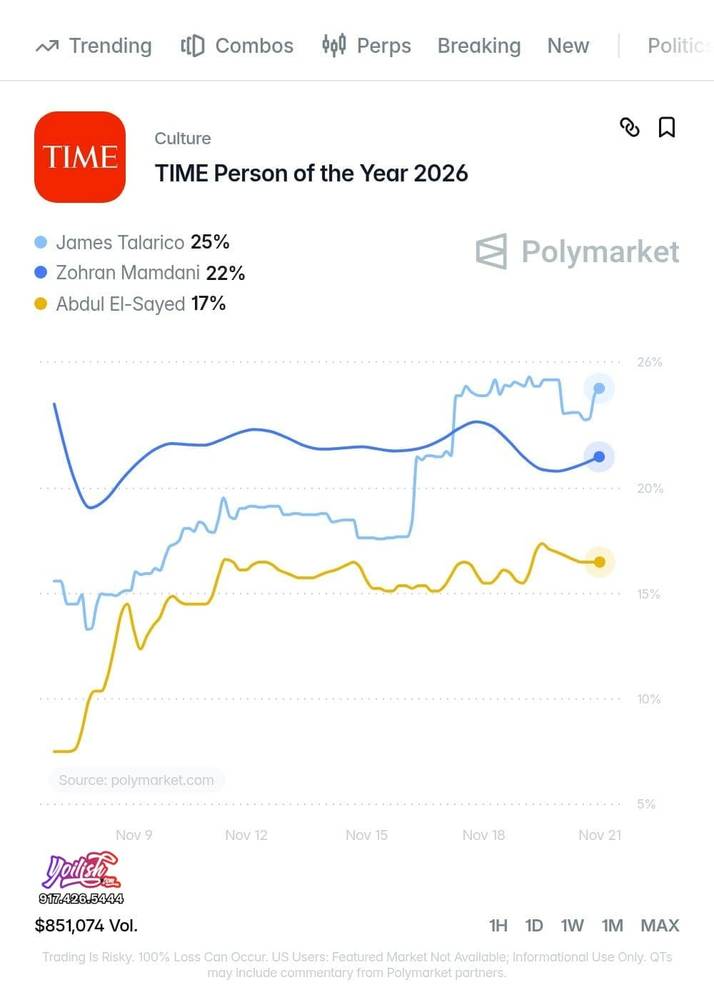 Trending Combos Perps Breaking New Politics
TIME
Culture
TIME Person of the Year 2026
James Talarico 25%
Zohran Mamdani 22%
Abdul El-Sayed 17%
Polymarket
26%
20%
15%
10%
Source: polymarket.com
5%
Nov 9 Nov 12 Nov 15 Nov 18 Nov 21
Yoilish
917.426.5444
$851,074 Vol.
1H 1D 1W 1M MAX
Trading Is Risky. 100% Loss Can Occur. US Users: Featured Market Not Available; Informational Use Only. QTs
may include commentary from Polymarket partners.